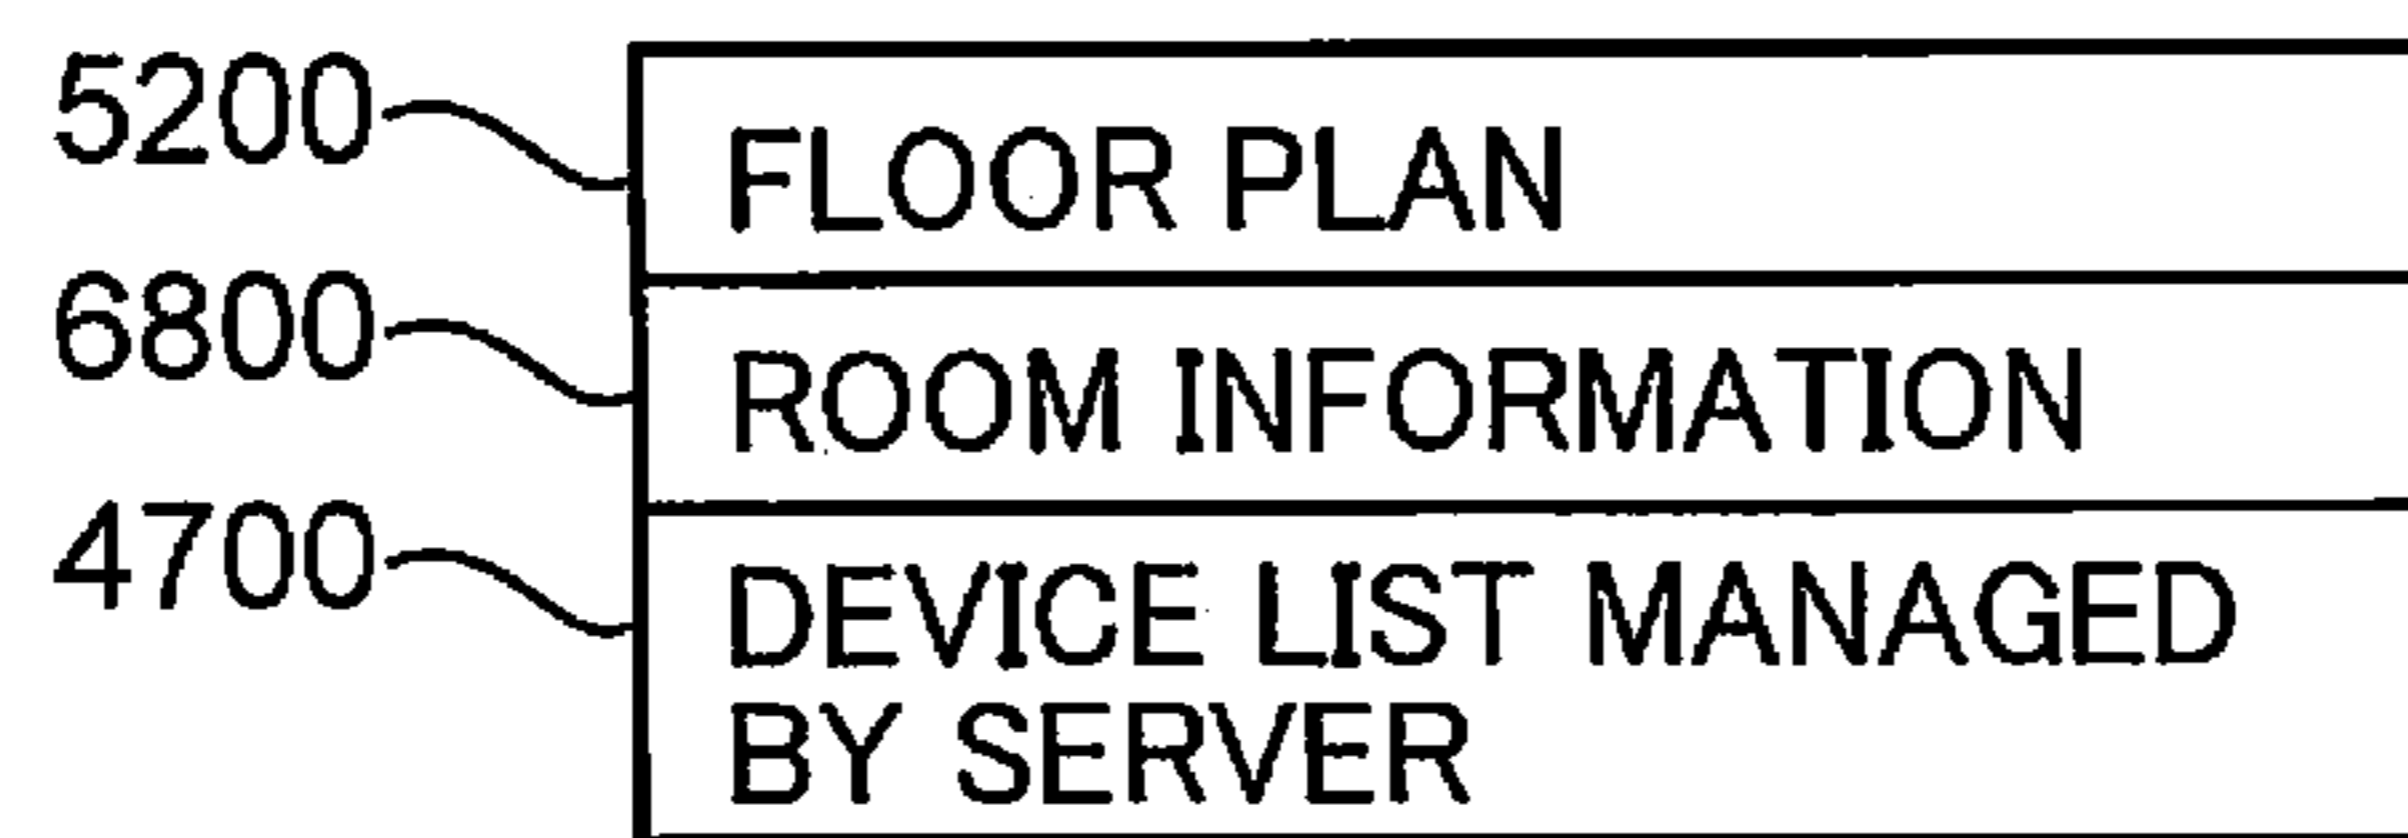 5200 FLOOR PLAN
6800 ROOM INFORMATION
4700 DEVICE LIST MANAGED
BY SERVER